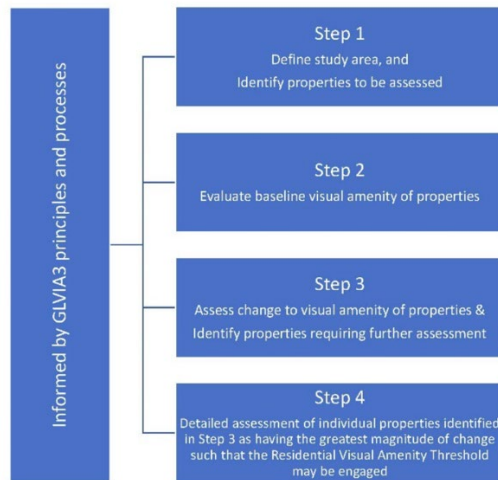 Informed by GLVIA3 principles and processes
Step 1
Define study area, and
Identify properties to be assessed
Step 2
Evaluate baseline visual amenity of properties
Step 3
Assess change to visual amenity of properties &
Identify properties requiring further assessment
Step 4
Detailed assessment of individual properties identified
in Step 3 as having the greatest magnitude of change
such that the Residential Visual Amenity Threshold
may be engaged